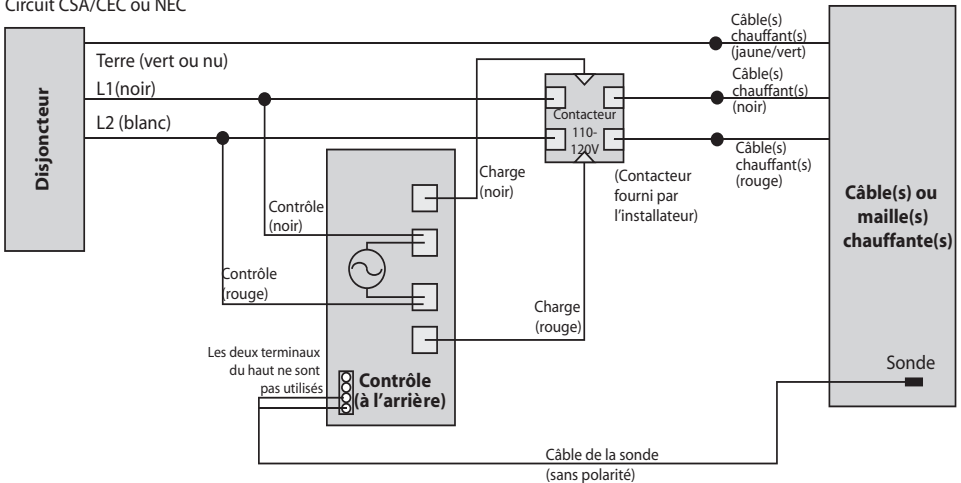 Circuit CSA/CEC ou NEC
Disjoncteur
Terre (vert ou nu)
L1(noir)
L2 (blanc)
Câble(s)
chauffant(s)
(jaune/vert)
Câble(s)
chauffant(s)
(noir)
Câble(s)
chauffant(s)
(rouge)
Contacteur
110-
120V
(Contacteur
fourni par
l'installateur)
Charge
(noir)
Contrôle
(noir)
Contrôle
(rouge)
Charge
(rouge)
Les deux terminaux
du haut ne sont
pas utilisés
Contrôle
(à l'arrière)
Câble(s) ou
maille(s)
chauffante(s)
Sonde
Câble de la sonde
(sans polarité)